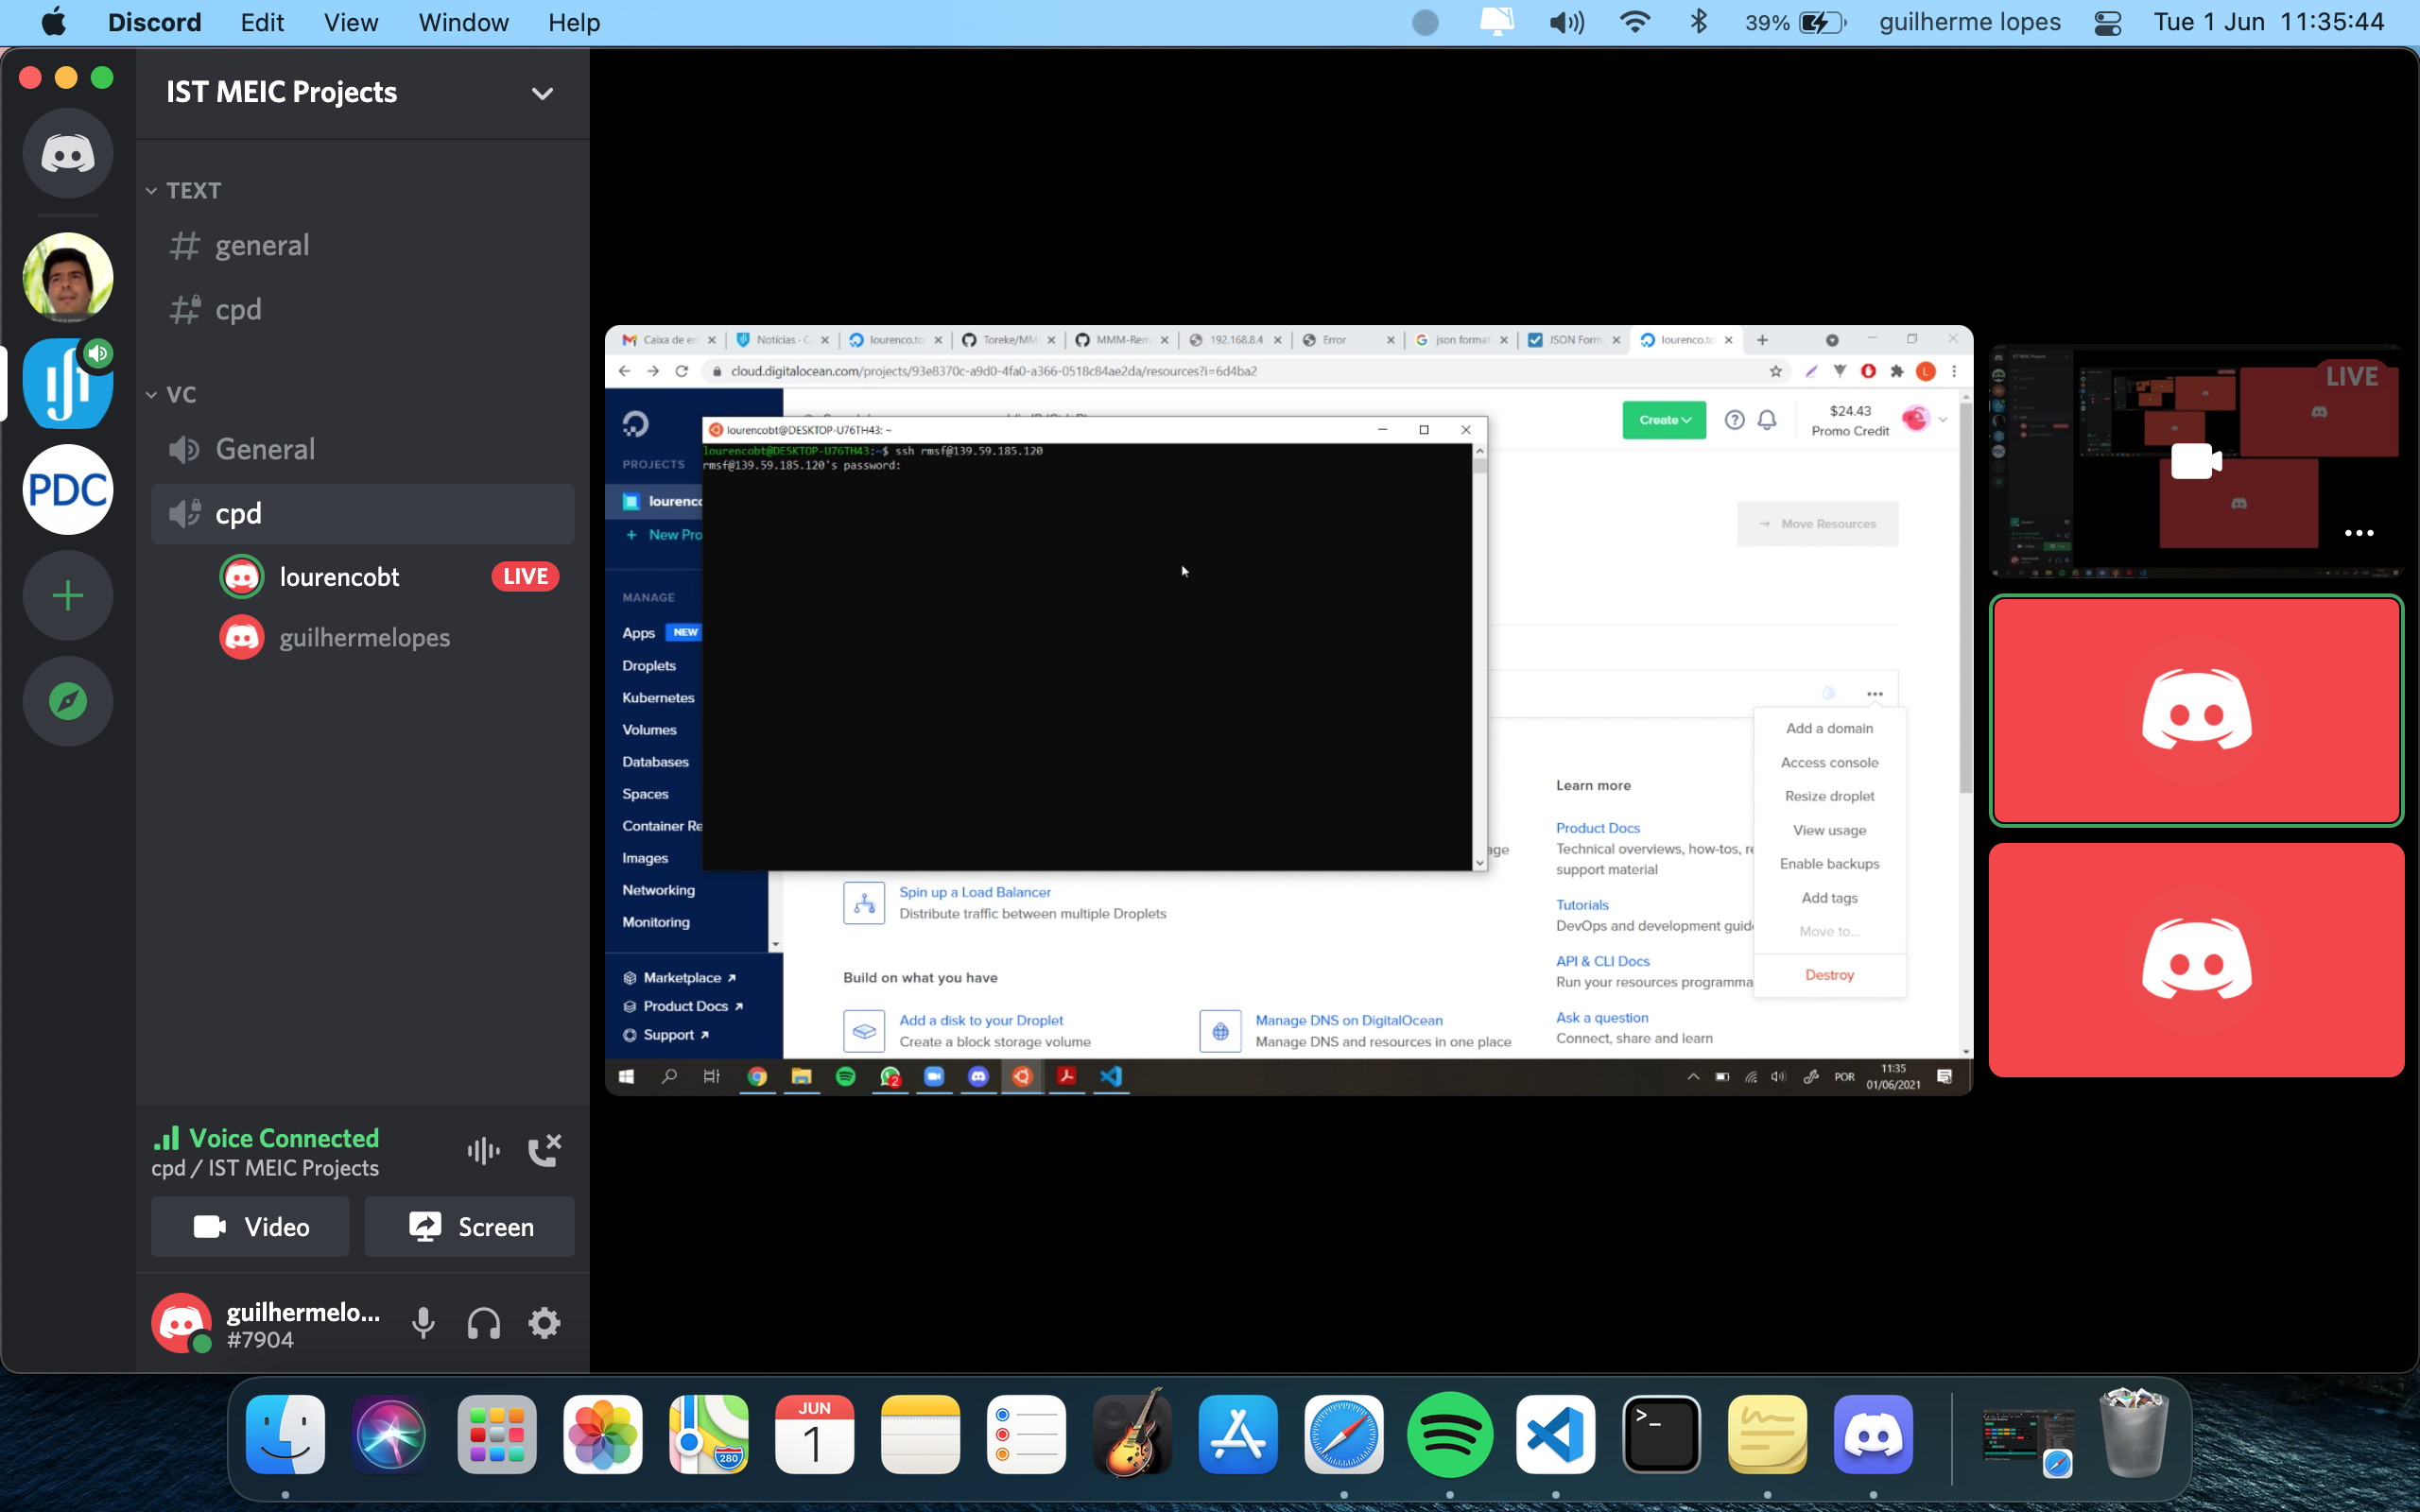 Discord Edit View Window Help 39% guilherme lopes Tue 1 Jun 11:35:44
IST MEIC Projects
TEXT
general
cpd
VC
General
cpd
lourencobt LIVE
guilhermelopes
PDC
Voice Connected
cpd / IST MEIC Projects
Video Screen
guilhermelo...
#7904
Caixa de en Notícias - C lourenco.to Toreke/MM MMM-Rem 192.168.8.4 Error json format JSON Form lourenco.to
cloud.digitalocean.com/projects/93e8370c-a9d0-4fa0-a366-0518c84ae2da/resources?i=6d4ba2
Create $24.43
Promo Credit
PROJECTS
lourenc
New Pro
MANAGE
Apps NEW
Droplets
Kubernetes
Volumes
Databases
Spaces
Container Re
Images
Networking
Monitoring
Marketplace
Product Docs
Support
lourencobt@DESKTOP-U76TH43: ~
lourencobt@DESKTOP-U76TH43:~$ ssh rmsf@139.59.185.120
rmsf@139.59.185.120's password:
Move Resources
Add a domain
Access console
Resize droplet
View usage
Enable backups
Add tags
Move to...
Destroy
age
Spin up a Load Balancer
Distribute traffic between multiple Droplets
Build on what you have
Add a disk to your Droplet
Create a block storage volume
Manage DNS on DigitalOcean
Manage DNS and resources in one place
Learn more
Product Docs
Technical overviews, how-tos, re
support material
Tutorials
DevOps and development guid
API & CLI Docs
Run your resources programma
Ask a question
Connect, share and learn
2 POR 11:35
01/06/2021
LIVE
JUN
1
280